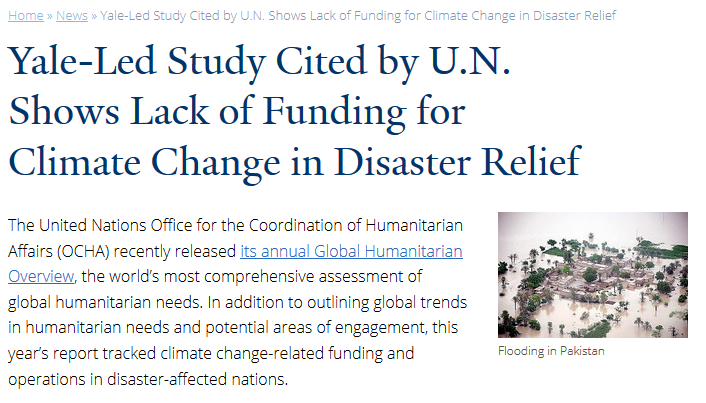 Home » News » Yale-Led Study Cited by U.N. Shows Lack of Funding for Climate Change in Disaster Relief
Yale-Led Study Cited by U.N.
Shows Lack of Funding for
Climate Change in Disaster Relief
The United Nations Office for the Coordination of Humanitarian
Affairs (OCHA) recently released its annual Global Humanitarian
Overview, the world’s most comprehensive assessment of
global humanitarian needs. In addition to outlining global trends
in humanitarian needs and potential areas of engagement, this
year’s report tracked climate change-related funding and
operations in disaster-affected nations.
Flooding in Pakistan